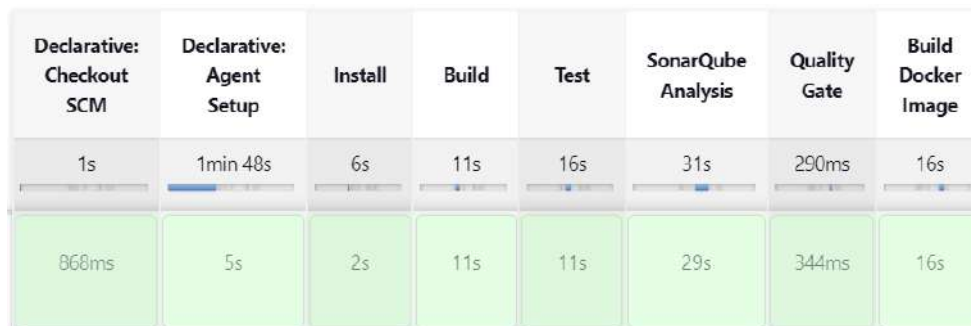 Declarative: Checkout SCM
Declarative: Agent Setup
Install
Build
Test
SonarQube Analysis
Quality Gate
Build Docker Image
1s
1min 48s
6s
11s
16s
31s
290ms
16s
868ms
5s
2s
11s
11s
29s
344ms
16s